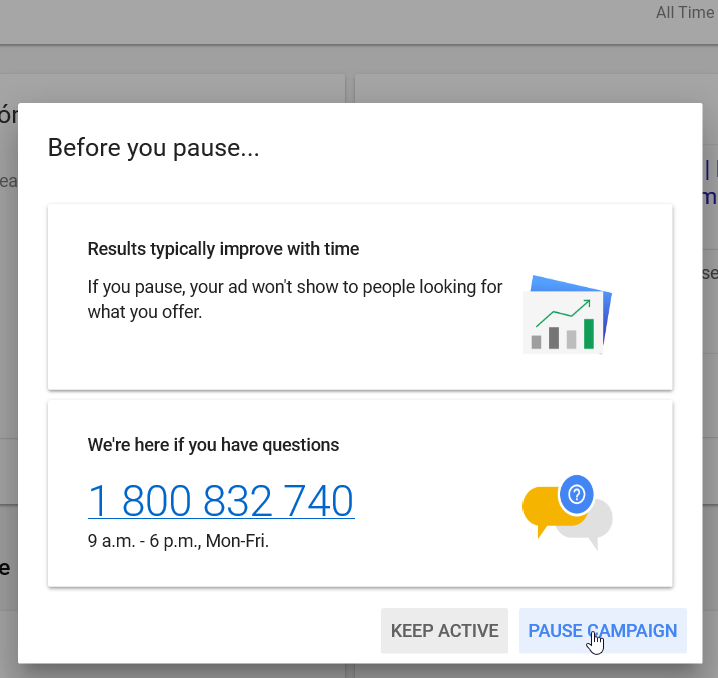 All Time
ór
Before you pause...
ea
m
Results typically improve with time
If you pause, your ad won't show to people looking for
what you offer.
se
We're here if you have questions
1 800 832 740
9 a.m. - 6 p.m., Mon-Fri.
e
KEEP ACTIVE
PAUSE CAMPAIGN